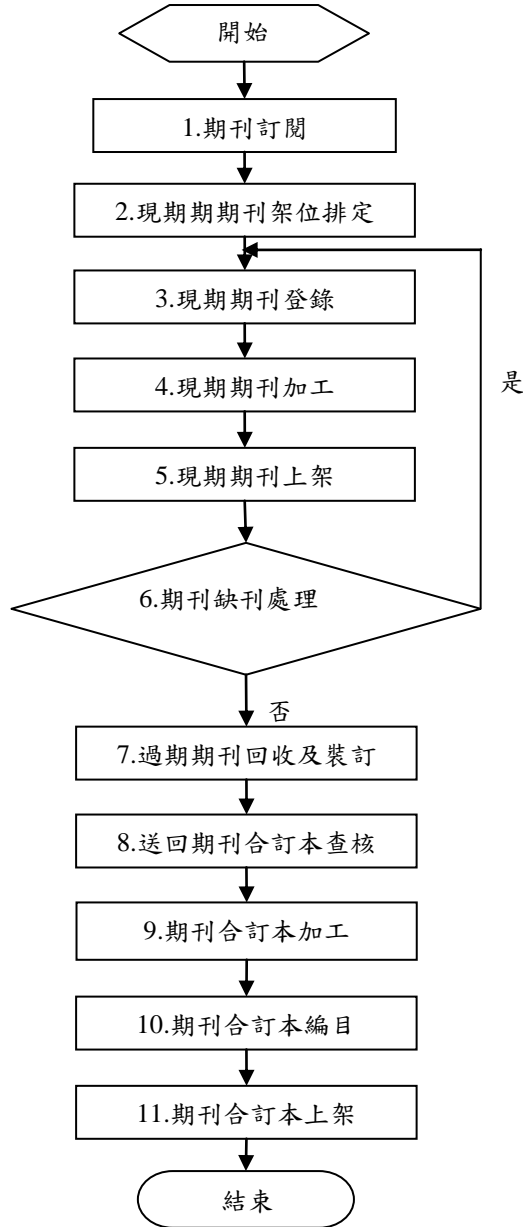 開始
1.期刊訂閱
2.現期期期刊架位排定
3.現期期刊登錄
4.現期期刊加工
是
5.現期期刊上架
6.期刊缺刊處理
否
7.過期期刊回收及裝訂
8.送回期刊合訂本查核
9.期刊合訂本加工
10.期刊合訂本編目
11.期刊合訂本上架
結束